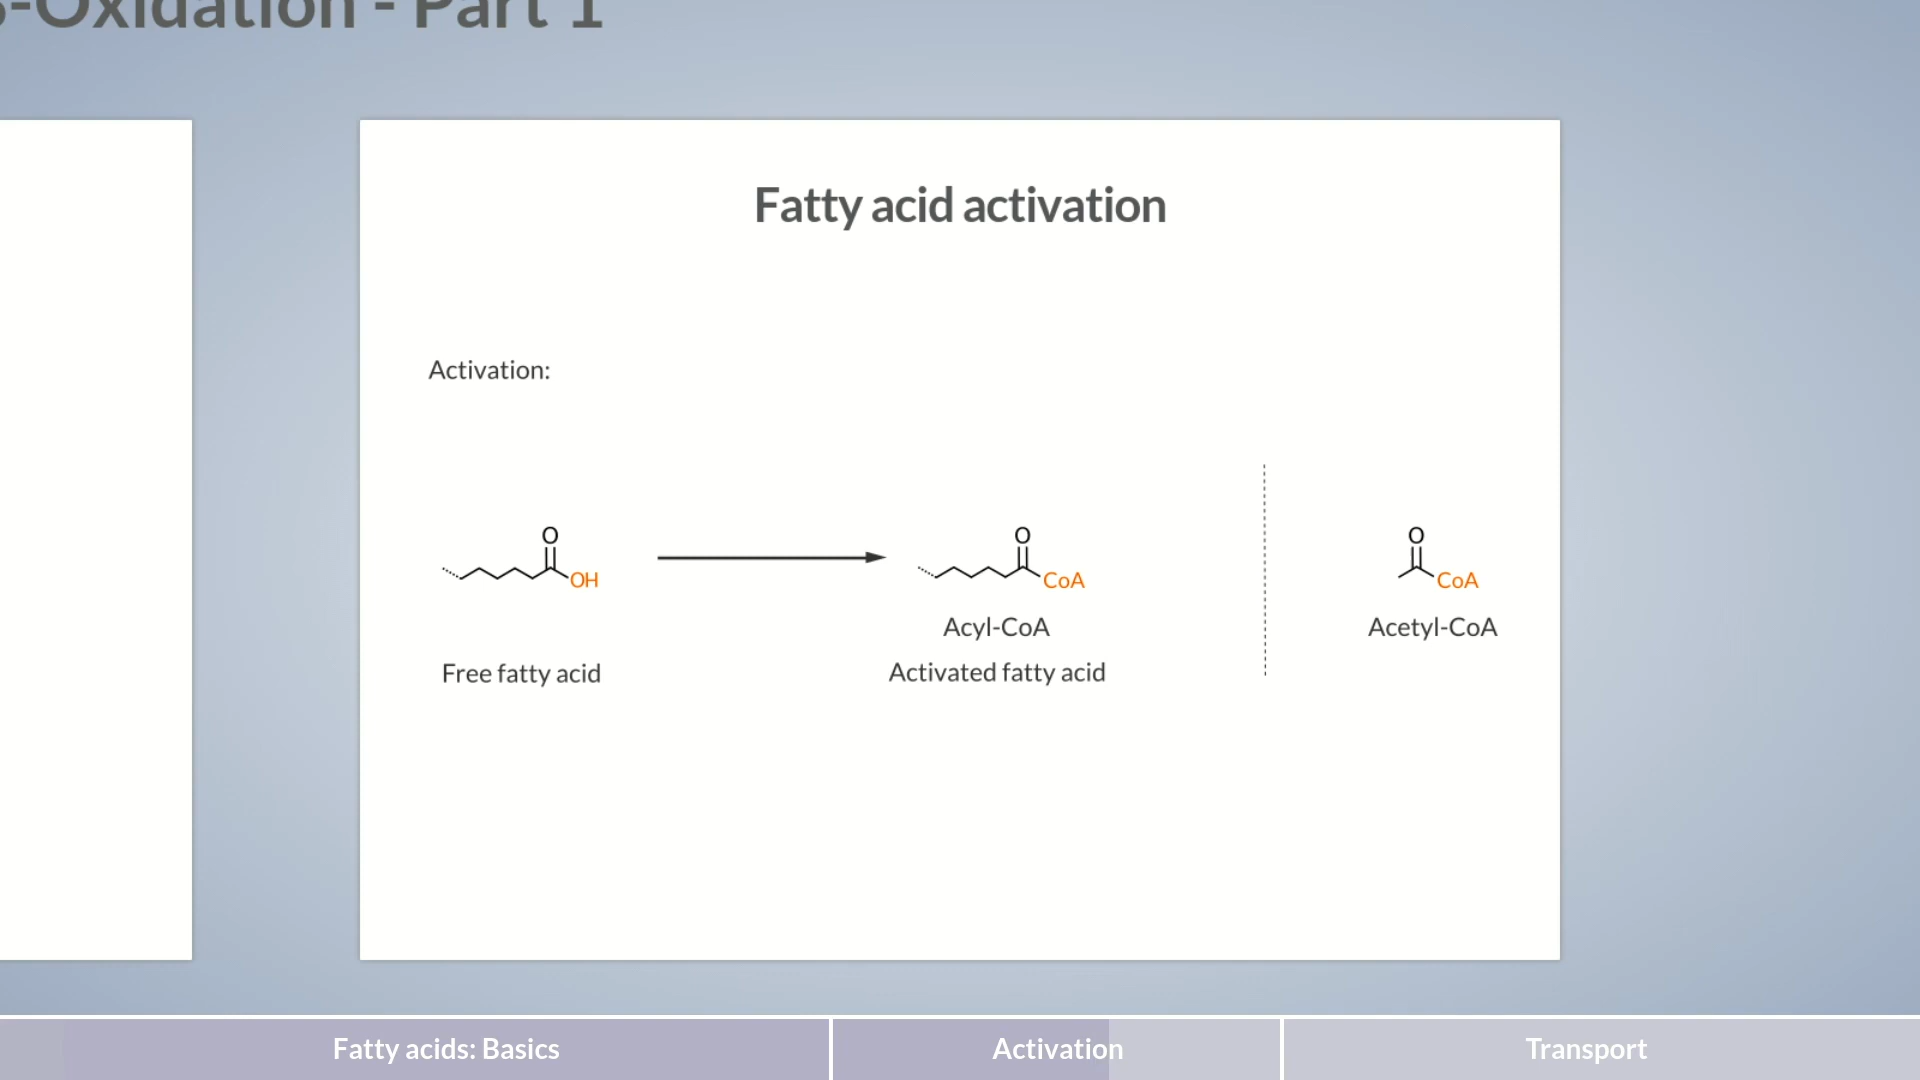 -Oxidation - Part 1
Fatty acid activation
Activation:
O
OH
O
CoA
O
CoA
Acyl-CoA
Acetyl-CoA
Free fatty acid
Activated fatty acid
Fatty acids: Basics
Activation
Transport